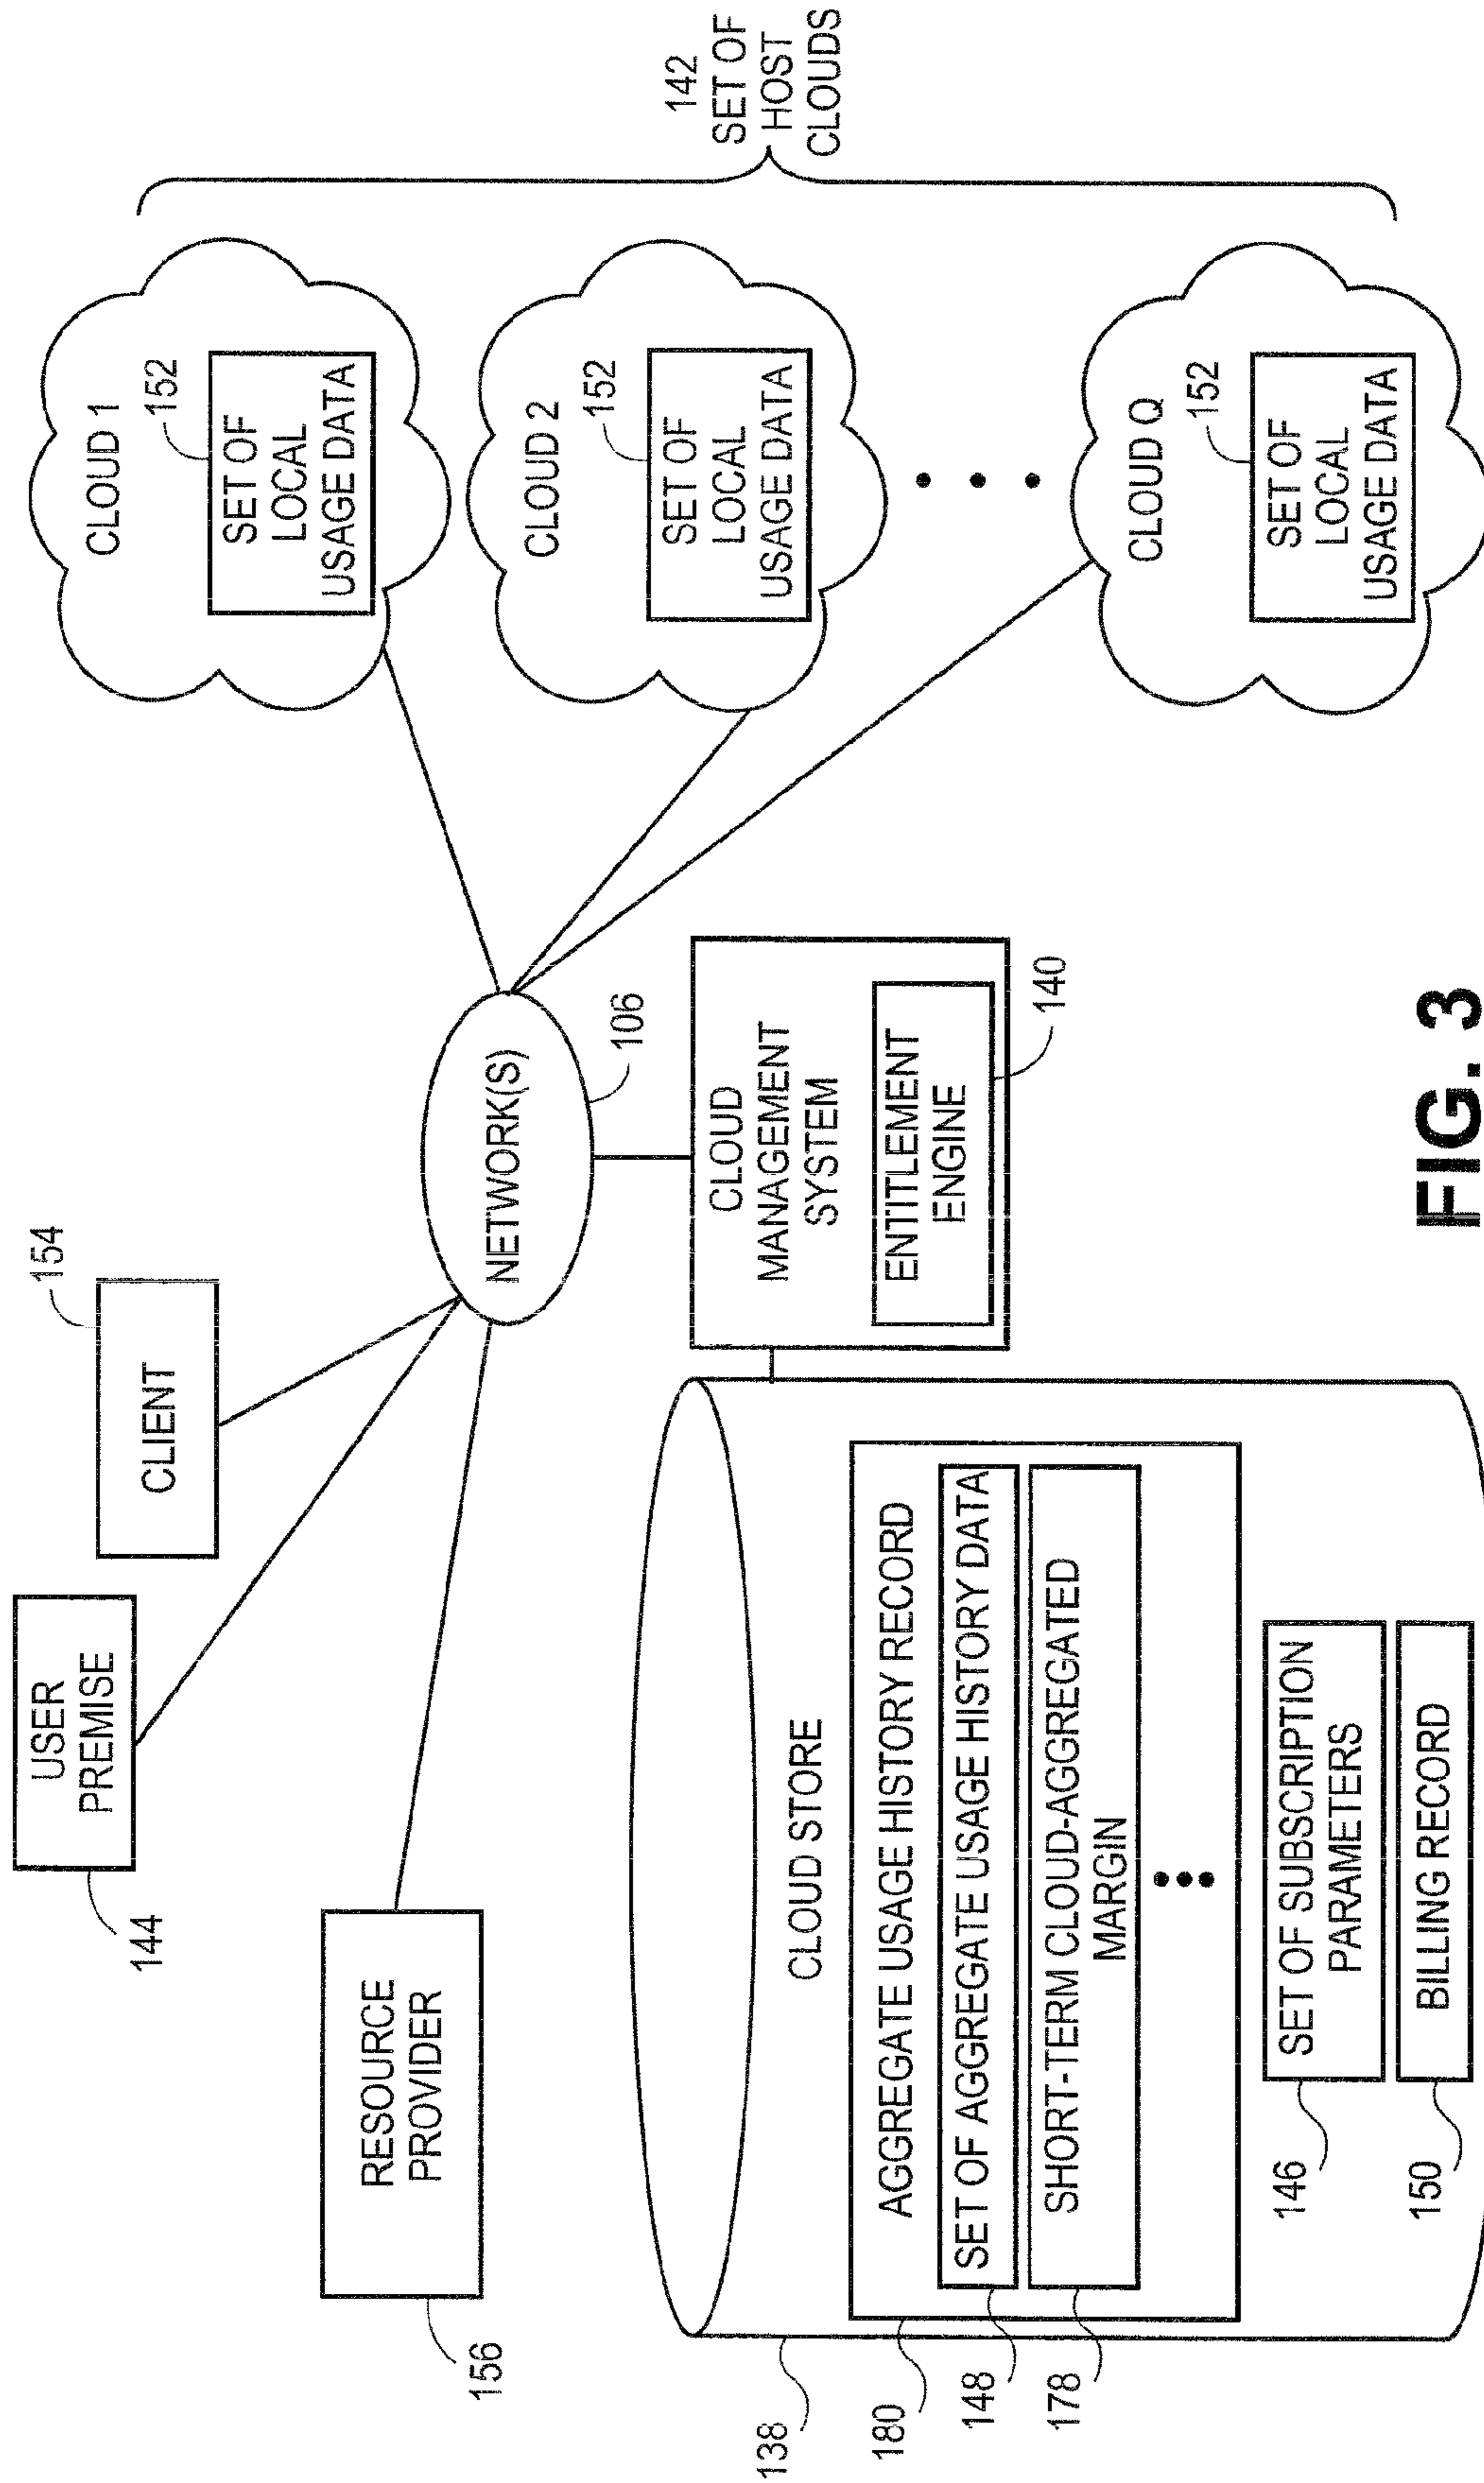 USER
PREMISE
144
CLIENT
154
RESOURCE
PROVIDER
156
NETWORK(S)
106
CLOUD 1
152
SET OF
LOCAL
USAGE DATA
CLOUD 2
152
SET OF
LOCAL
USAGE DATA
CLOUD Q
152
SET OF
LOCAL
USAGE DATA
142
SET OF
HOST
CLOUDS
CLOUD
MANAGEMENT
SYSTEM
ENTITLEMENT
ENGINE
140
CLOUD STORE
138
AGGREGATE USAGE HISTORY RECORD
180
SET OF AGGREGATE USAGE HISTORY DATA
148
SHORT-TERM CLOUD-AGGREGATED
MARGIN
178
SET OF SUBSCRIPTION
PARAMETERS
146
BILLING RECORD
150
FIG. 3